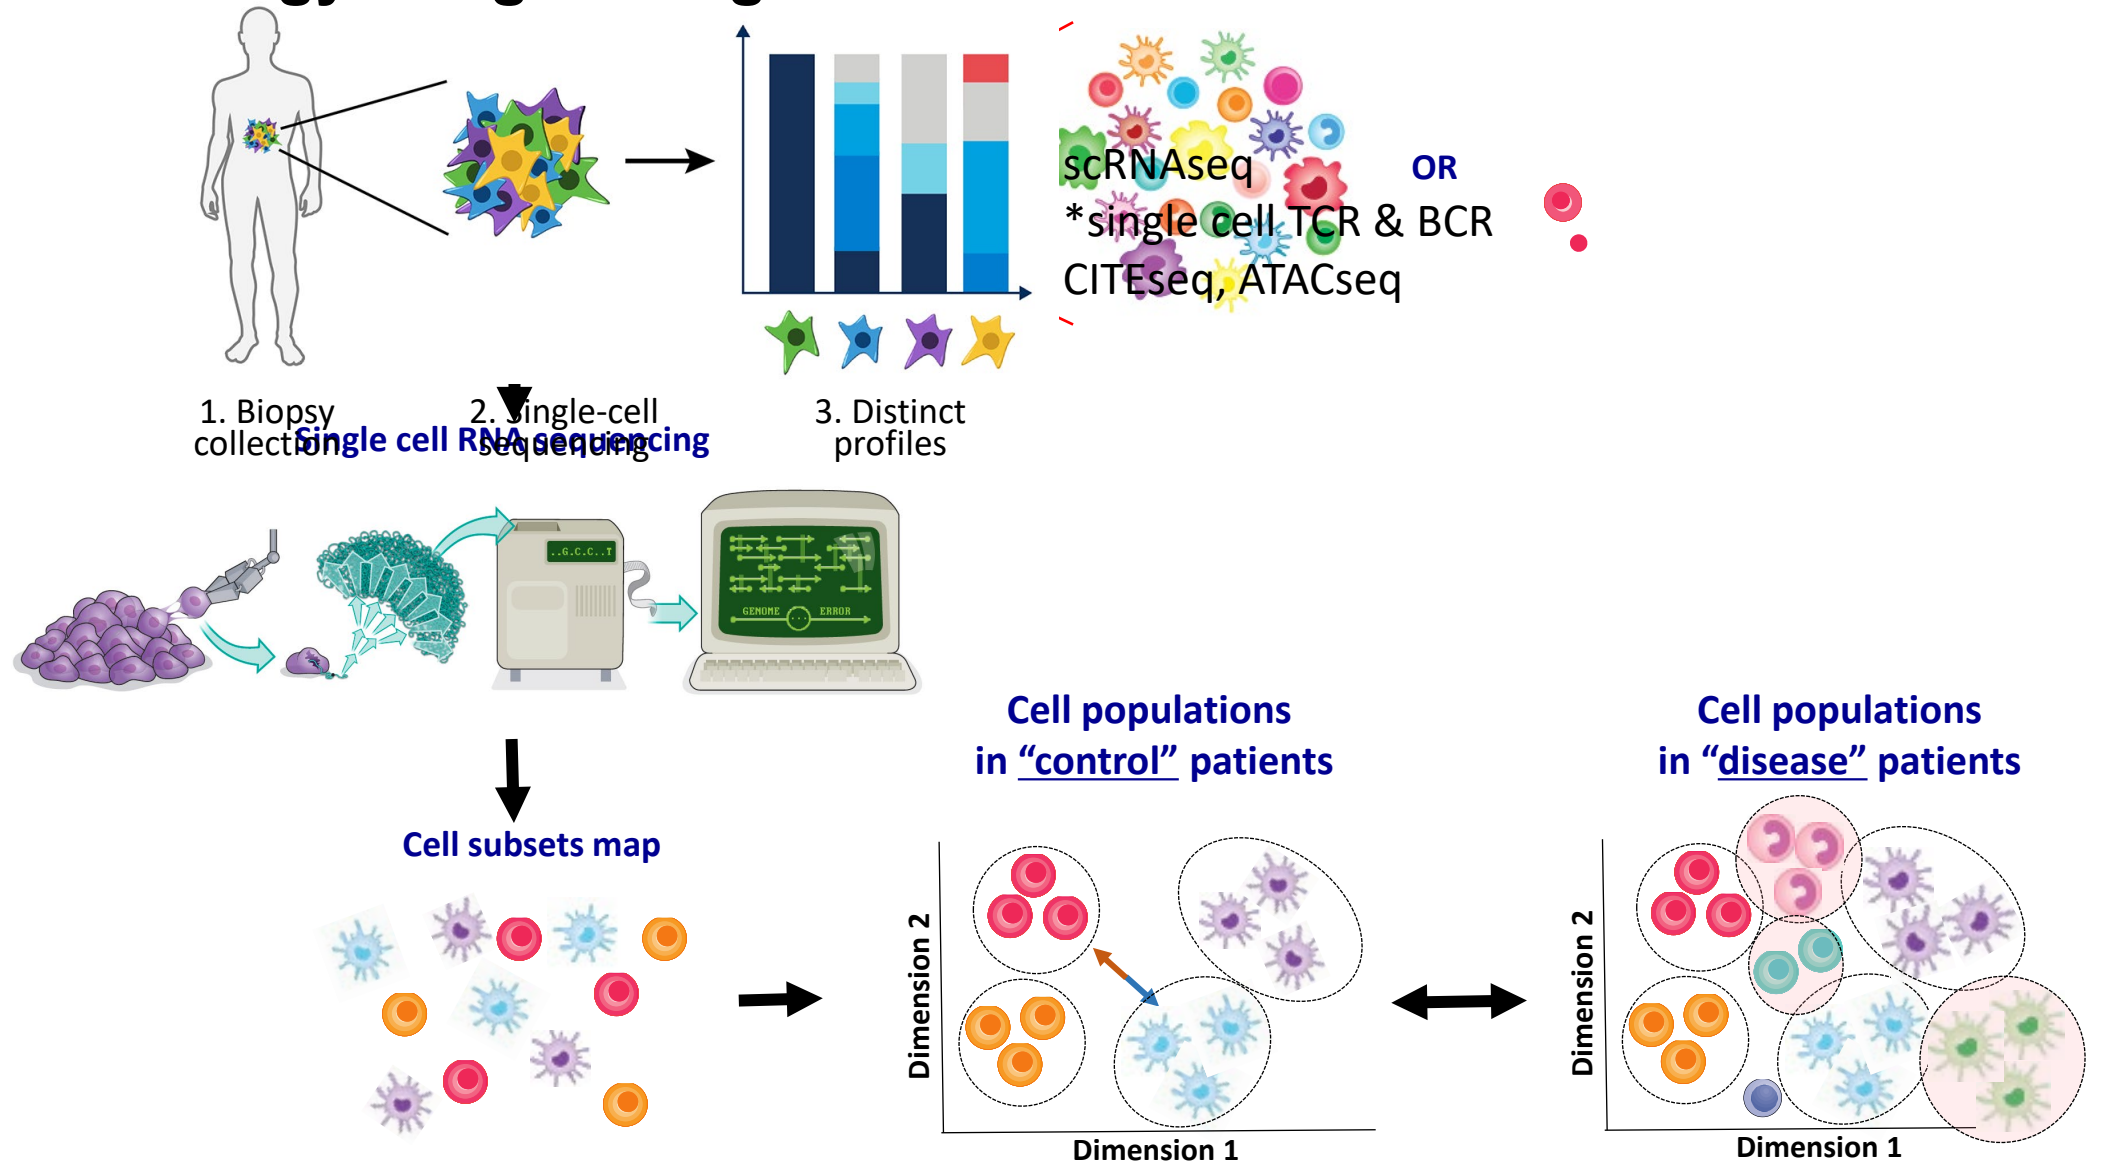 scRNAseq
OR
*single cell TCR & BCR
CITEseq, ATACseq
1. Biopsy
collection
2. Single-cell
sequencing
3. Distinct
profiles
Single cell RNA sequencing
..G.C.C..T
GENOME
ERROR
Cell populations
in “control” patients
Cell populations
in “disease” patients
Cell subsets map
Dimension 2
Dimension 1
Dimension 2
Dimension 1